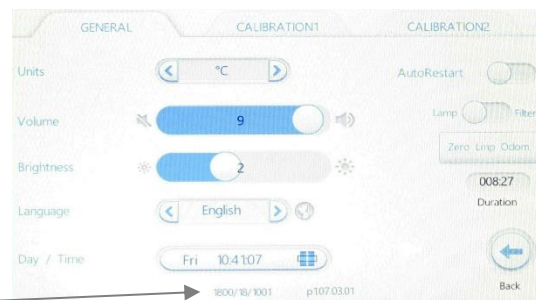 GENERAL CALIBRATION1 CALIBRATION2
Units °C AutoRestart
Volume 9
Lamp Filter
Zero Lmp Odom
Brightness 2
008:27
Duration
Language English
Day / Time Fri 10:41:07
Back
1800/18/1001 p107.03.01